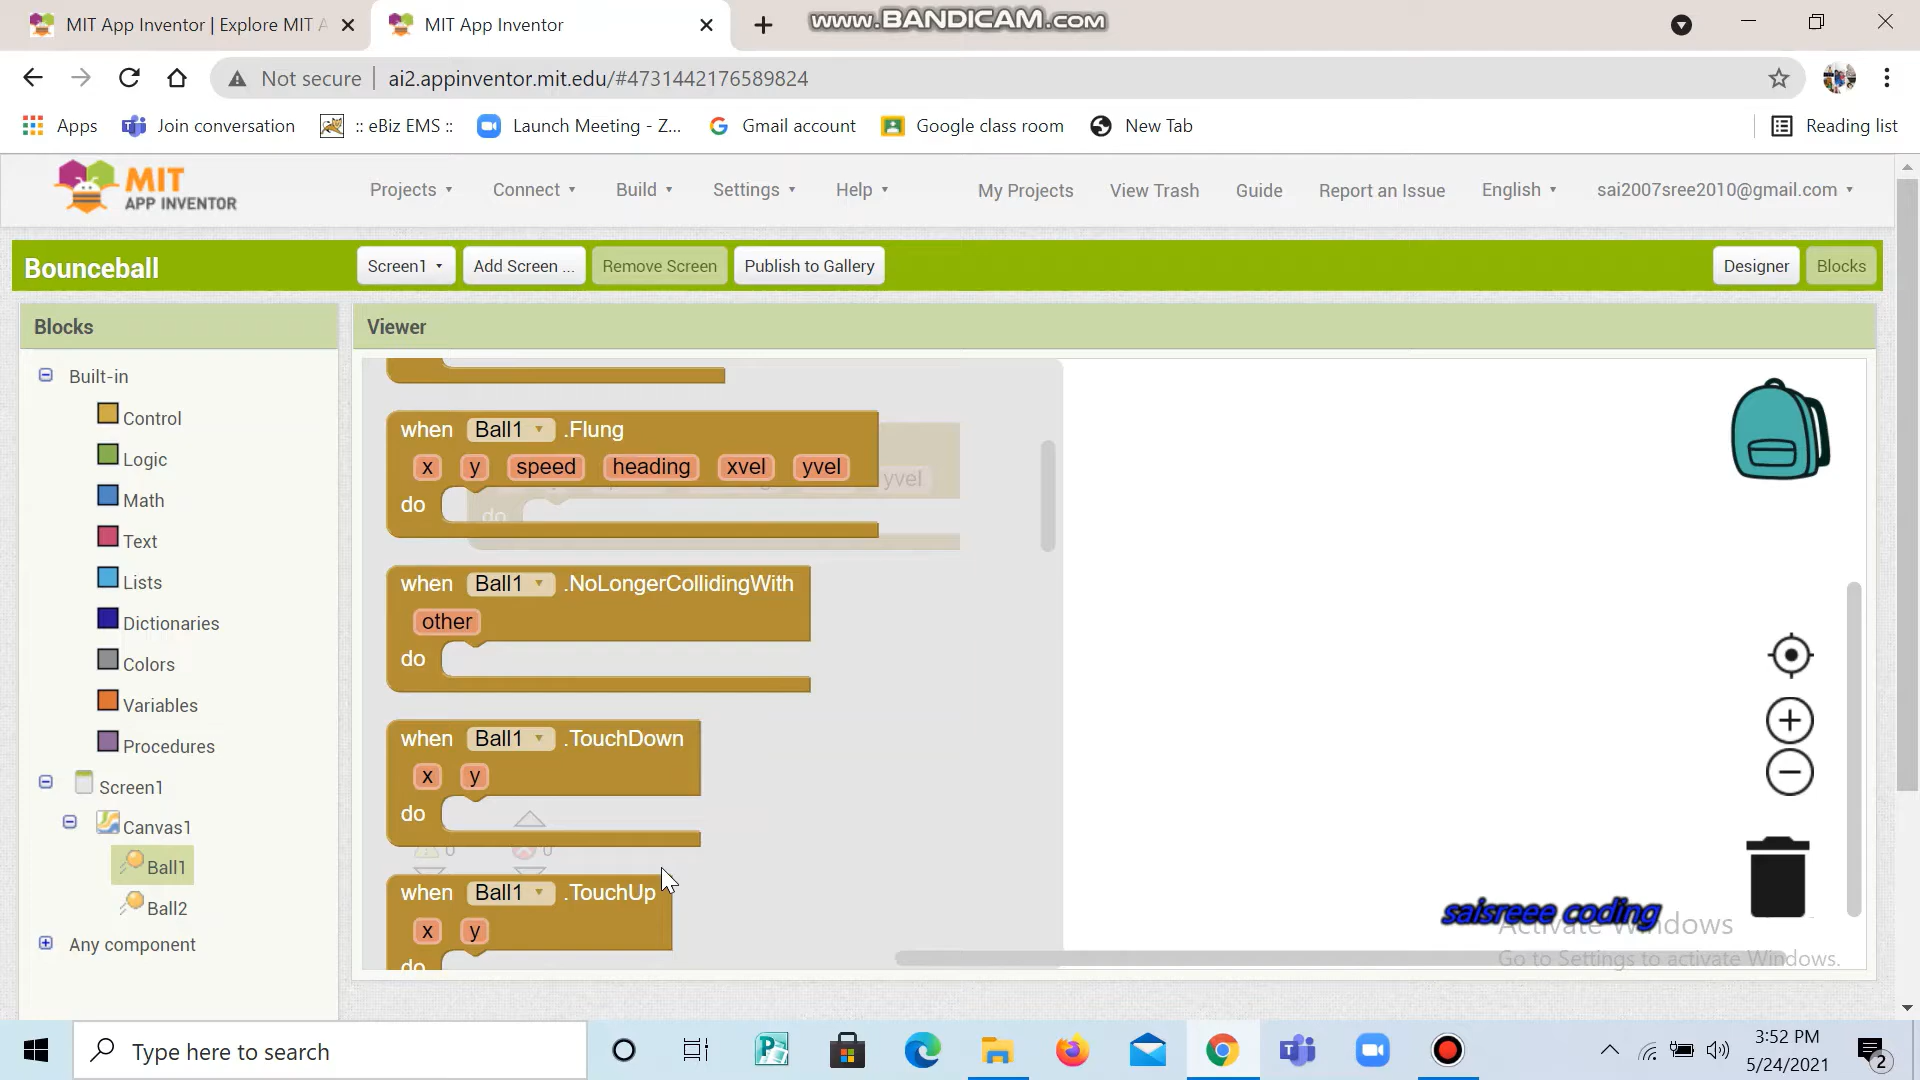 MIT App Inventor | Explore MIT A
MIT App Inventor
www.BANDICAM.com
Not secure | ai2.appinventor.mit.edu/#4731442176589824
Apps
Join conversation
:: eBiz EMS ::
Launch Meeting - Z...
Gmail account
Google class room
New Tab
Reading list
MIT
APP INVENTOR
Projects
Connect
Build
Settings
Help
My Projects
View Trash
Guide
Report an Issue
English
sai2007sree2010@gmail.com
Bounceball
Screen1
Add Screen ...
Remove Screen
Publish to Gallery
Designer
Blocks
Blocks
Viewer
Built-in
Control
Logic
Math
Text
Lists
Dictionaries
Colors
Variables
Procedures
Screen1
Canvas1
Ball1
Ball2
Any component
when Ball1 .Flung
x y speed heading xvel yvel
do
yvel
do
when Ball1 .NoLongerCollidingWith
other
do
when Ball1 .TouchDown
x y
do
0 0
when Ball1 .TouchUp
x y
do
saisreee coding
Activate Windows
Go to Settings to activate Windows.
Type here to search
3:52 PM
5/24/2021
2